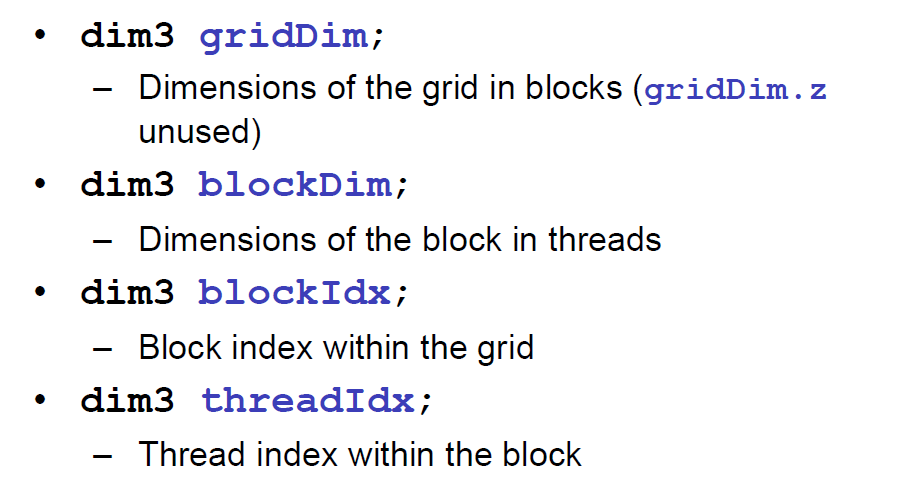 • dim3 gridDim;
– Dimensions of the grid in blocks (gridDim.z
unused)
• dim3 blockDim;
– Dimensions of the block in threads
• dim3 blockIdx;
– Block index within the grid
• dim3 threadIdx;
– Thread index within the block